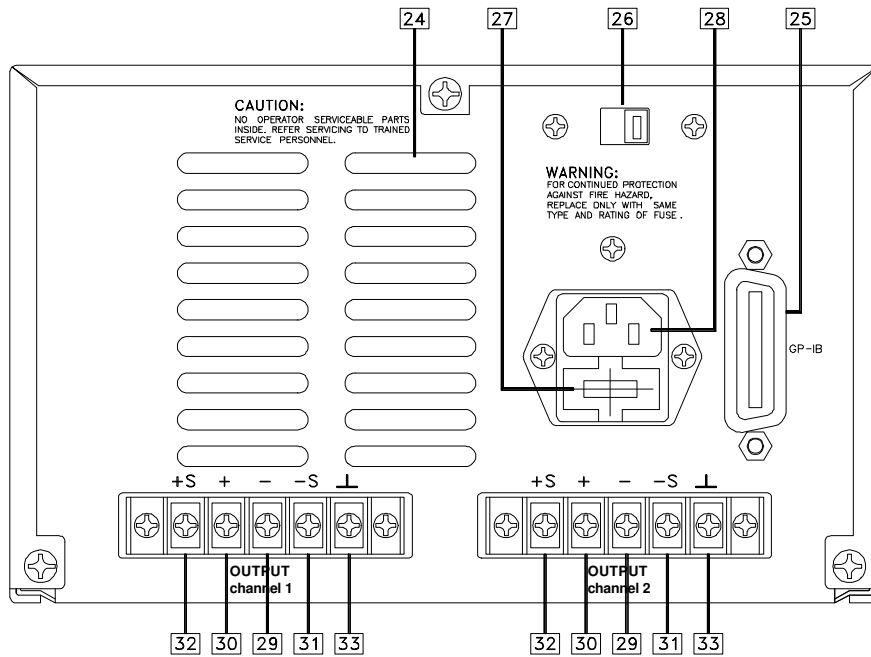 24 27 26 28 25
CAUTION:
NO OPERATOR SERVICEABLE PARTS
INSIDE. REFER SERVICING TO TRAINED
SERVICE PERSONNEL.
WARNING:
FOR CONTINUED PROTECTION
AGAINST FIRE HAZARD,
REPLACE ONLY WITH SAME
TYPE AND RATING OF FUSE.
GP-IB
+S + - -S ⊥
+S + - -S ⊥
OUTPUT
channel 1
OUTPUT
channel 2
32 30 29 31 33
32 30 29 31 33